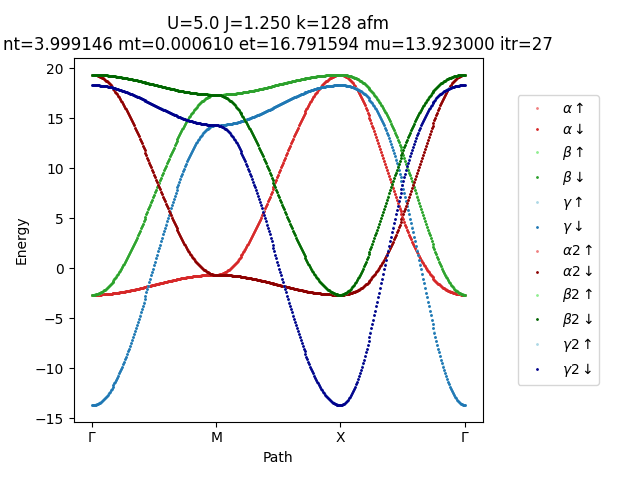 U=5.0 J=1.250 k=128 afm
nt=3.999146 mt=0.000610 et=16.791594 mu=13.923000 itr=27
20
15
10
5
0
−5
−10
−15
Energy
Γ
M
X
Γ
Path
α↑
α↓
β↑
β↓
γ↑
γ↓
α2↑
α2↓
β2↑
β2↓
γ2↑
γ2↓